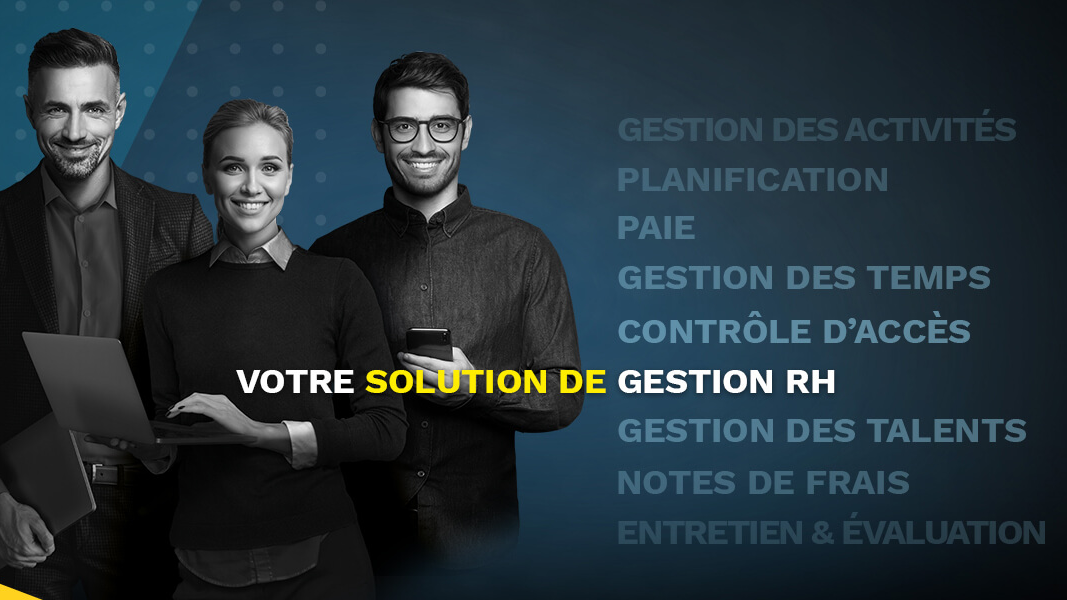 GESTION DES ACTIVITÉS
PLANIFICATION
PAIE
GESTION DES TEMPS
CONTRÔLE D’ACCÈS
VOTRE SOLUTION DE GESTION RH
GESTION DES TALENTS
NOTES DE FRAIS
ENTRETIEN & ÉVALUATION